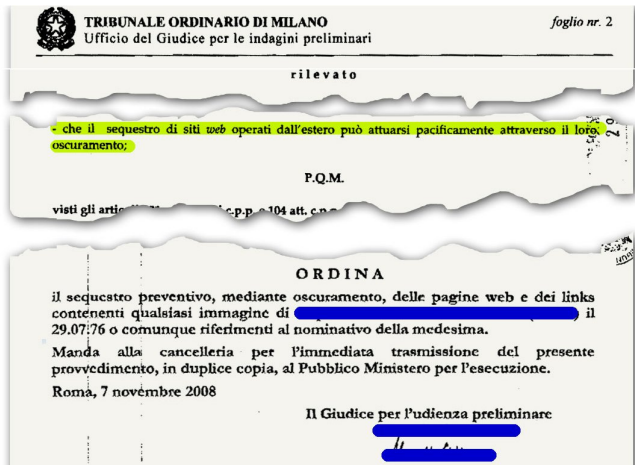 TRIBUNALE ORDINARIO DI MILANO
Ufficio del Giudice per le indagini preliminari
foglio nr. 2
rilevato
- che il sequestro di siti web operati dall'estero può attuarsi pacificamente attraverso il loro
oscuramento;
P.Q.M.
visti gli c.p.p. e 104 att.
ORDINA
il sequestro preventivo, mediante oscuramento, delle pagine web e dei links
contenenti qualsiasi immagine di il
29.07.76 o comunque riferimenti al nominativo della medesima.
Manda alla cancelleria per l'immediata trasmissione del presente
provvedimento, in duplice copia, al Pubblico Ministero per l'esecuzione.
Roma, 7 novembre 2008
Il Giudice per l'udienza preliminare